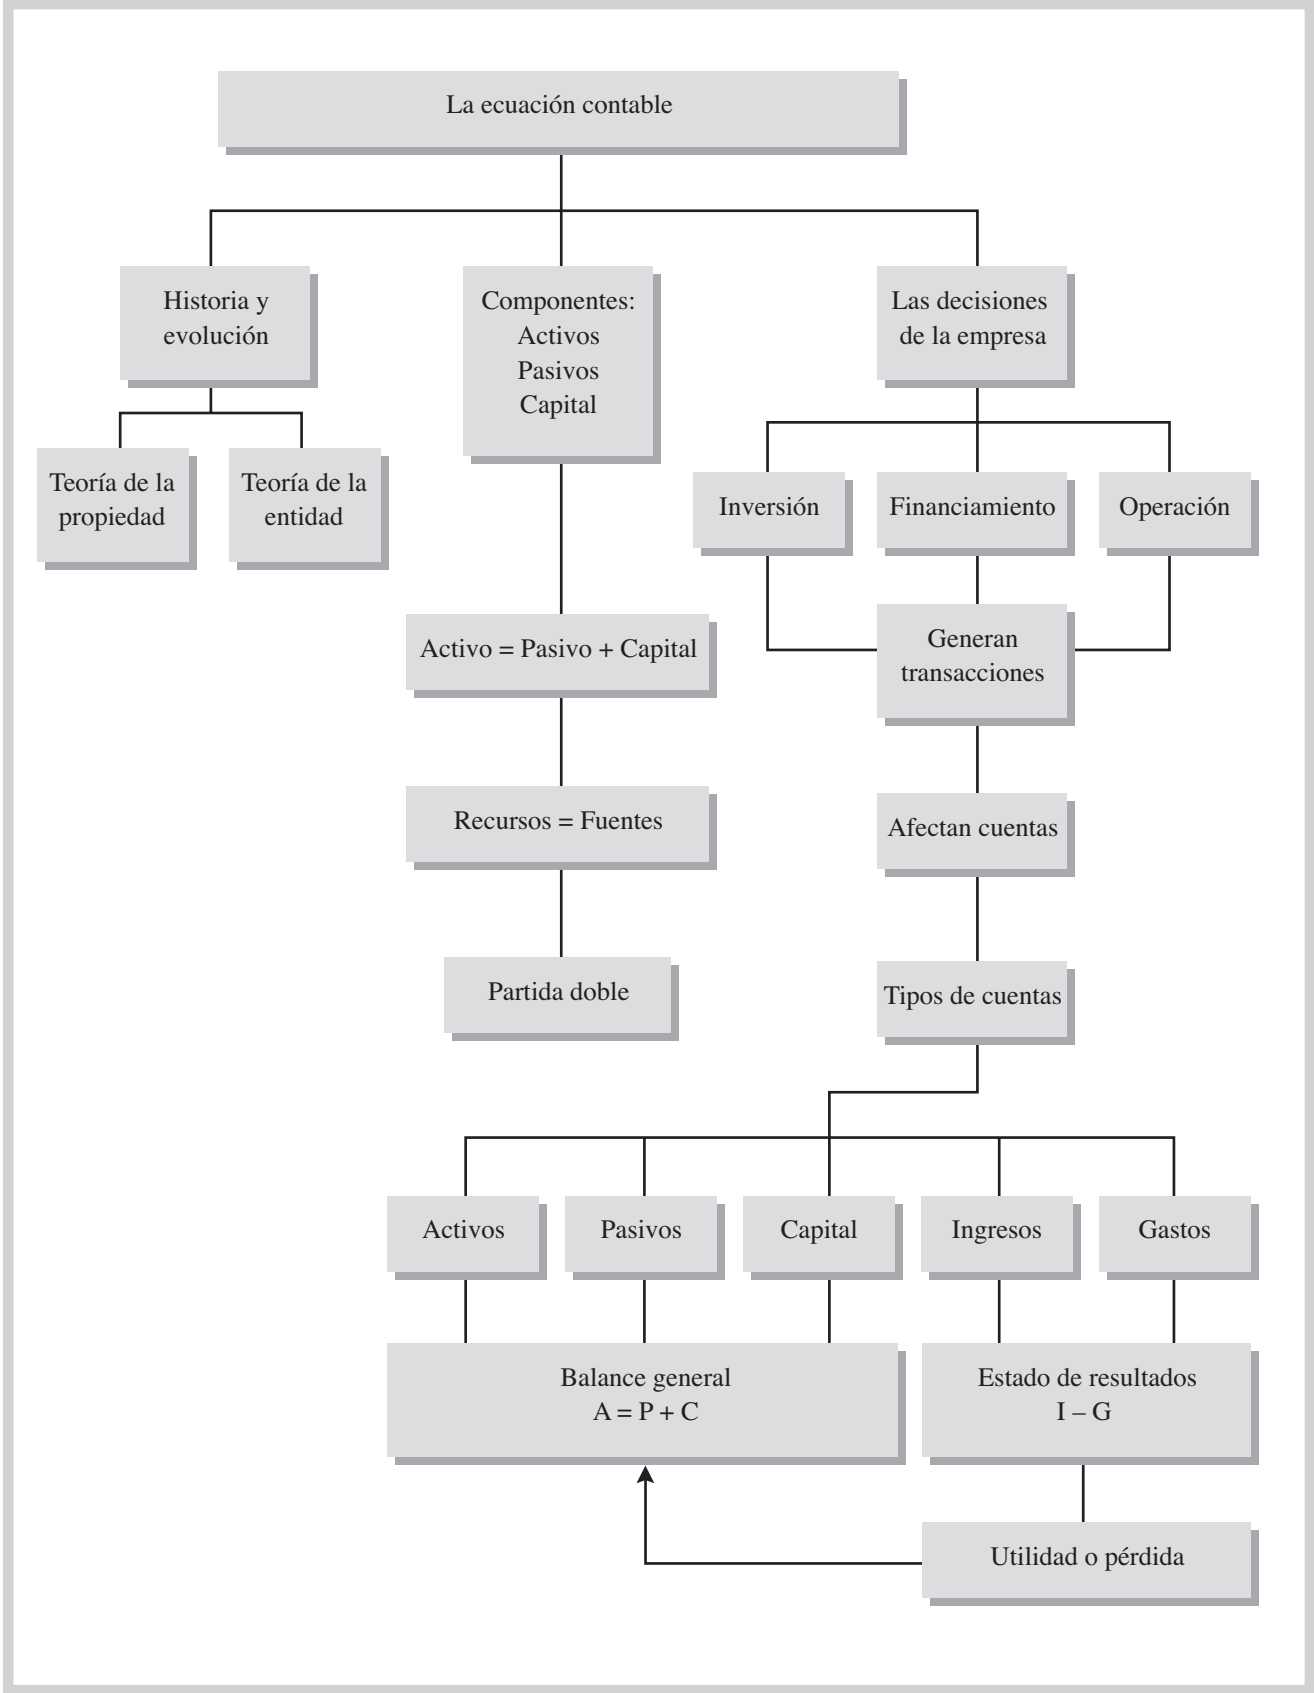 La ecuación contable
Historia y
evolución
Componentes:
Activos
Pasivos
Capital
Las decisiones
de la empresa
Teoría de la
propiedad
Teoría de la
entidad
Inversión
Financiamiento
Operación
Activo = Pasivo + Capital
Generan
transacciones
Recursos = Fuentes
Afectan cuentas
Partida doble
Tipos de cuentas
Activos
Pasivos
Capital
Ingresos
Gastos
Balance general
A = P + C
Estado de resultados
I – G
Utilidad o pérdida